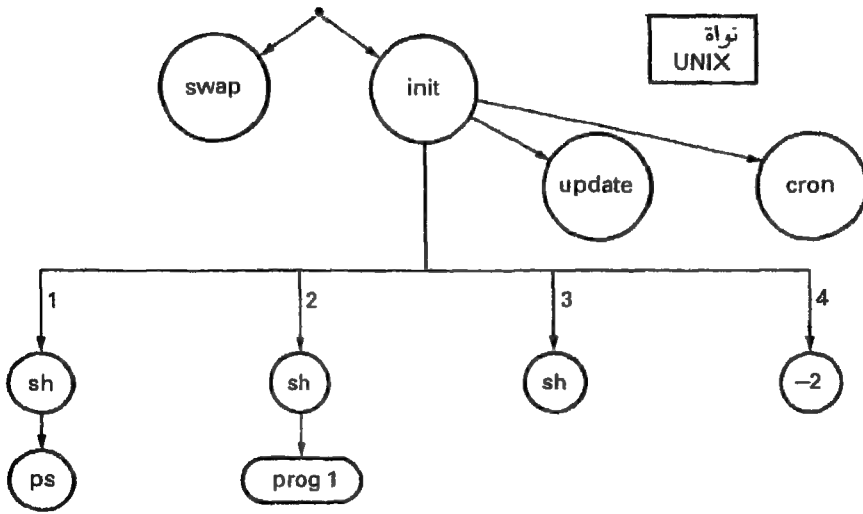 نواة
UNIX
swap
init
update
cron
1
2
3
4
sh
sh
sh
–2
ps
prog 1